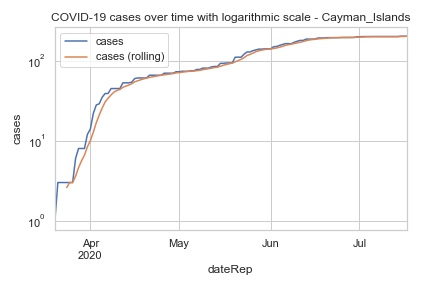 COVID-19 cases over time with logarithmic scale - Cayman_Islands
cases
cases (rolling)
10²
10¹
10⁰
cases
Apr
2020
May
Jun
Jul
dateRep